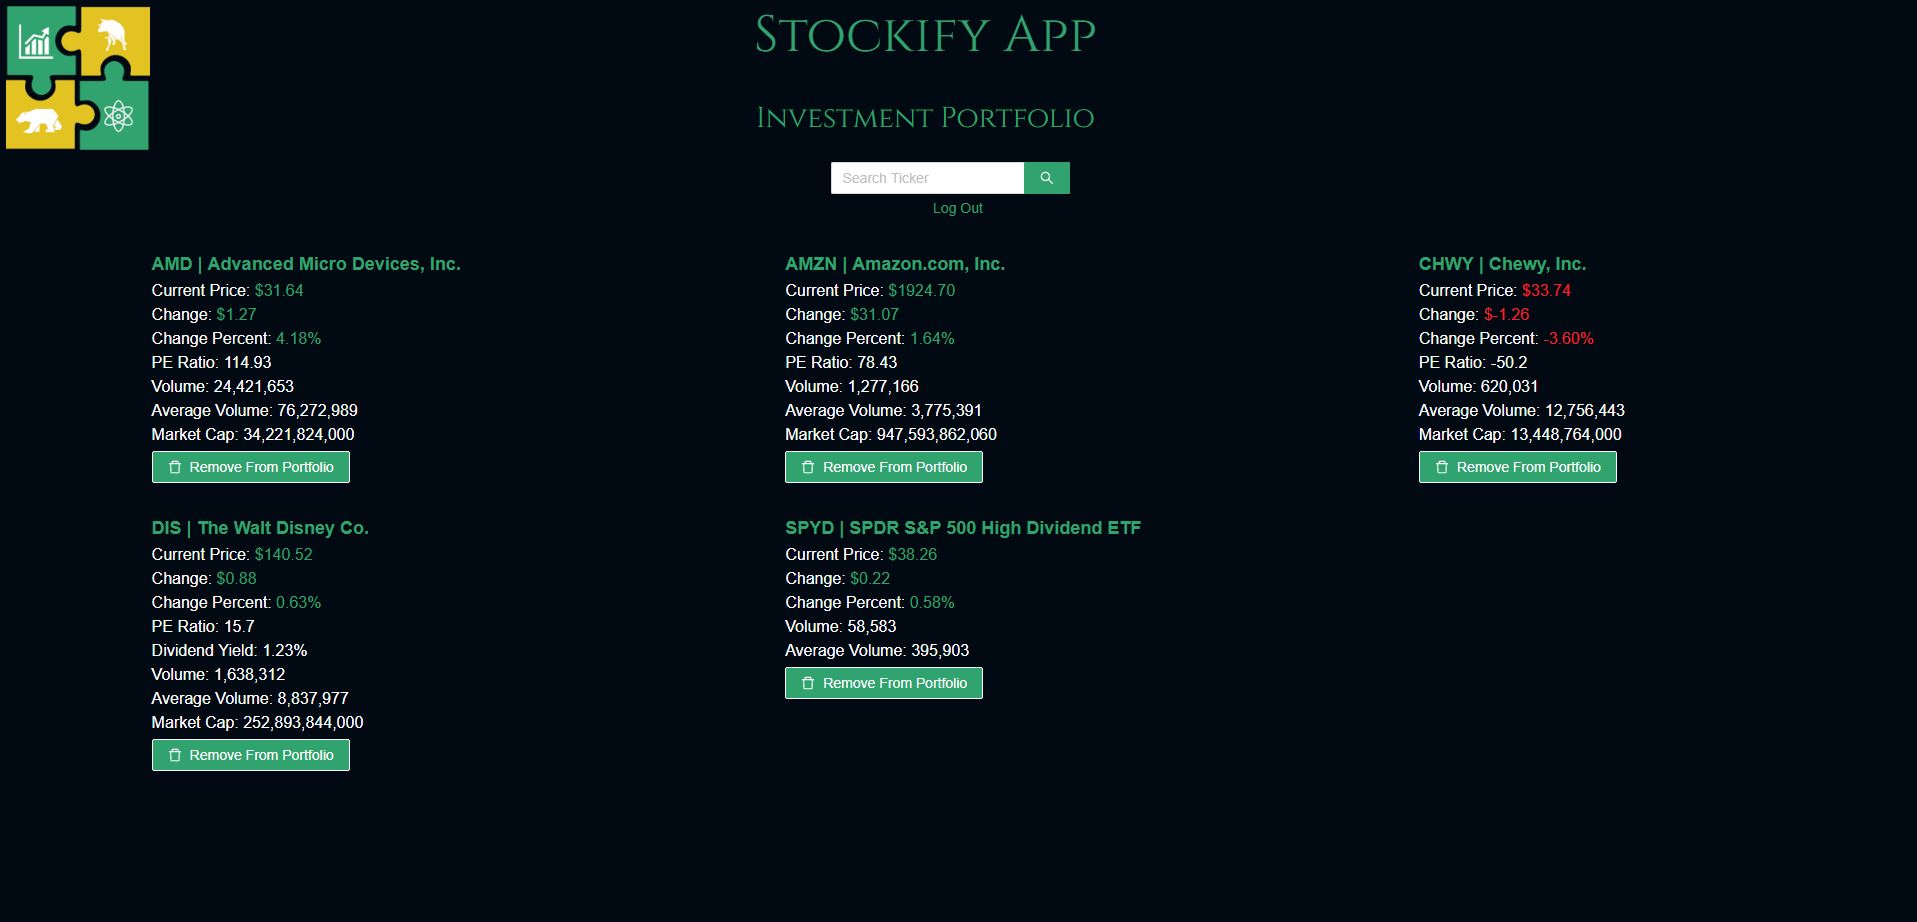 Stockify App
Investment Portfolio
Search Ticker
Log Out
AMD | Advanced Micro Devices, Inc.
Current Price: $31.64
Change: $1.27
Change Percent: 4.18%
PE Ratio: 114.93
Volume: 24,421,653
Average Volume: 76,272,989
Market Cap: 34,221,824,000
Remove From Portfolio
AMZN | Amazon.com, Inc.
Current Price: $1924.70
Change: $31.07
Change Percent: 1.64%
PE Ratio: 78.43
Volume: 1,277,166
Average Volume: 3,775,391
Market Cap: 947,593,862,060
Remove From Portfolio
CHWY | Chewy, Inc.
Current Price: $33.74
Change: $-1.26
Change Percent: -3.60%
PE Ratio: -50.2
Volume: 620,031
Average Volume: 12,756,443
Market Cap: 13,448,764,000
Remove From Portfolio
DIS | The Walt Disney Co.
Current Price: $140.52
Change: $0.88
Change Percent: 0.63%
PE Ratio: 15.7
Dividend Yield: 1.23%
Volume: 1,638,312
Average Volume: 8,837,977
Market Cap: 252,893,844,000
Remove From Portfolio
SPYD | SPDR S&P 500 High Dividend ETF
Current Price: $38.26
Change: $0.22
Change Percent: 0.58%
Volume: 58,583
Average Volume: 395,903
Remove From Portfolio